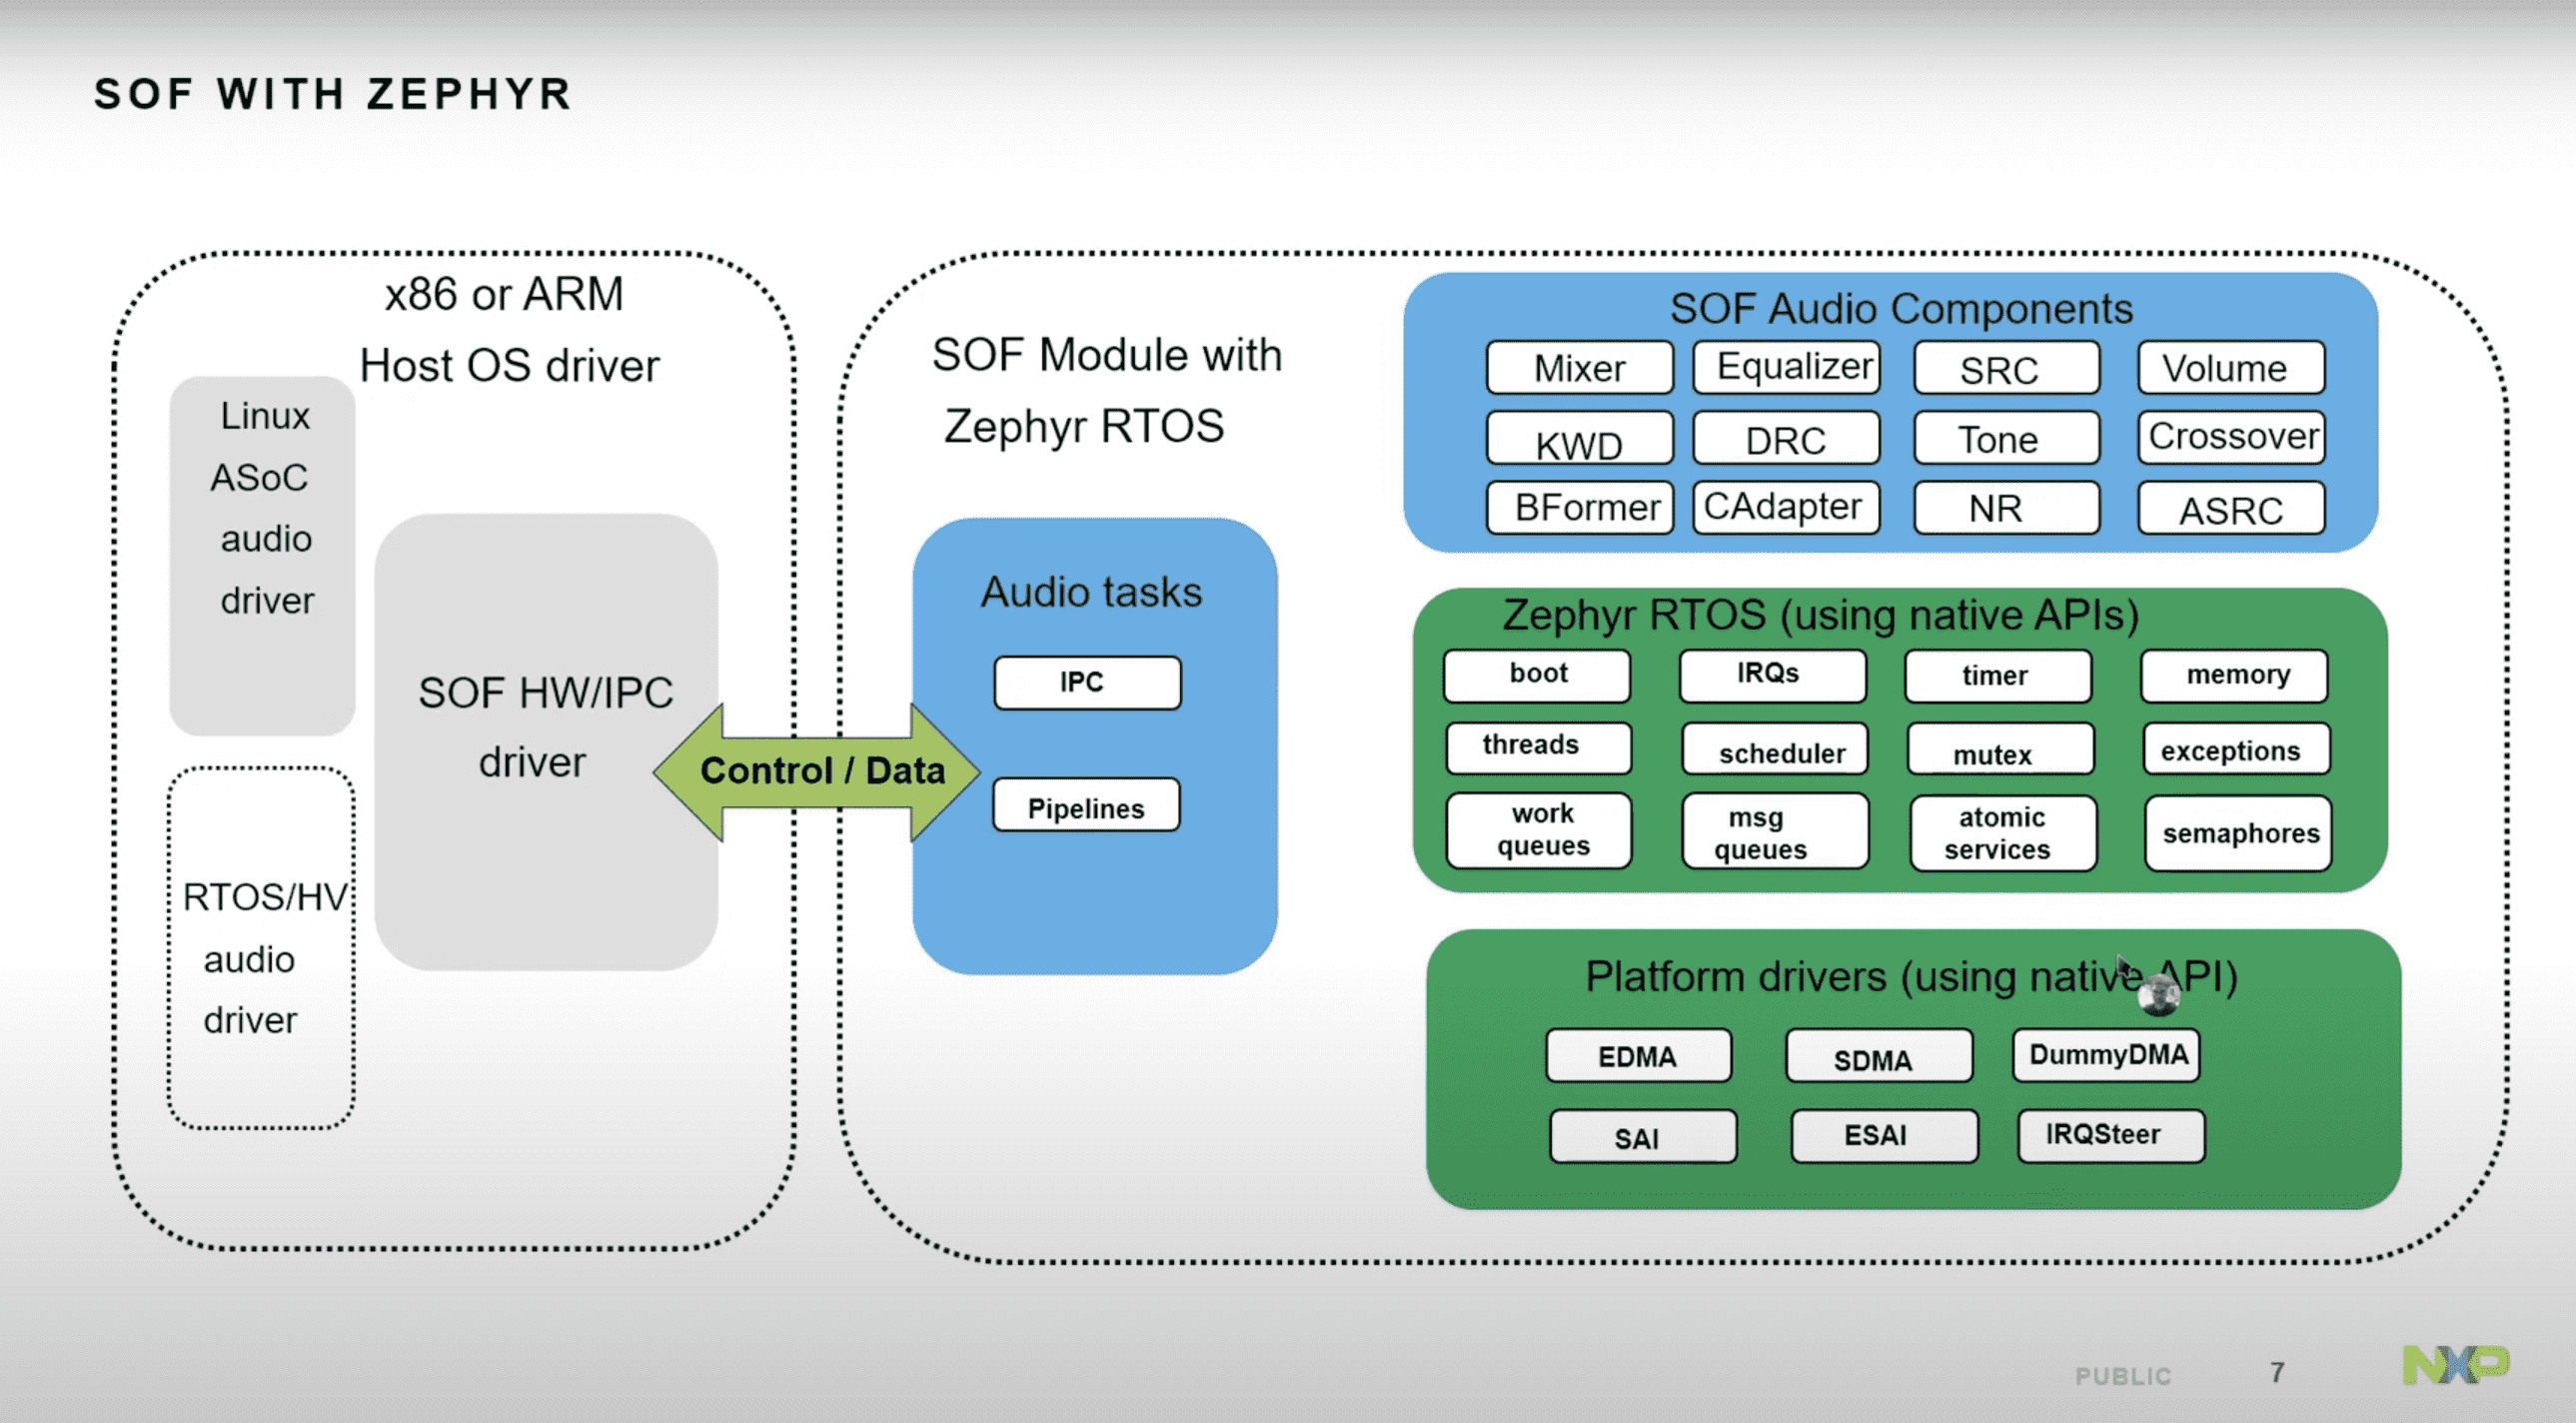 SOF WITH ZEPHYR
x86 or ARM
Host OS driver
Linux
ASoC
audio
driver
SOF HW/IPC
driver
RTOS/HV
audio
driver
Control / Data
SOF Module with
Zephyr RTOS
Audio tasks
IPC
Pipelines
SOF Audio Components
Mixer
Equalizer
SRC
Volume
KWD
DRC
Tone
Crossover
BFormer
CAdapter
NR
ASRC
Zephyr RTOS (using native APIs)
boot
IRQs
timer
memory
threads
scheduler
mutex
exceptions
work
queues
msg
queues
atomic
services
semaphores
Platform drivers (using native API)
EDMA
SDMA
DummyDMA
SAI
ESAI
IRQSteer
PUBLIC
7
NXP